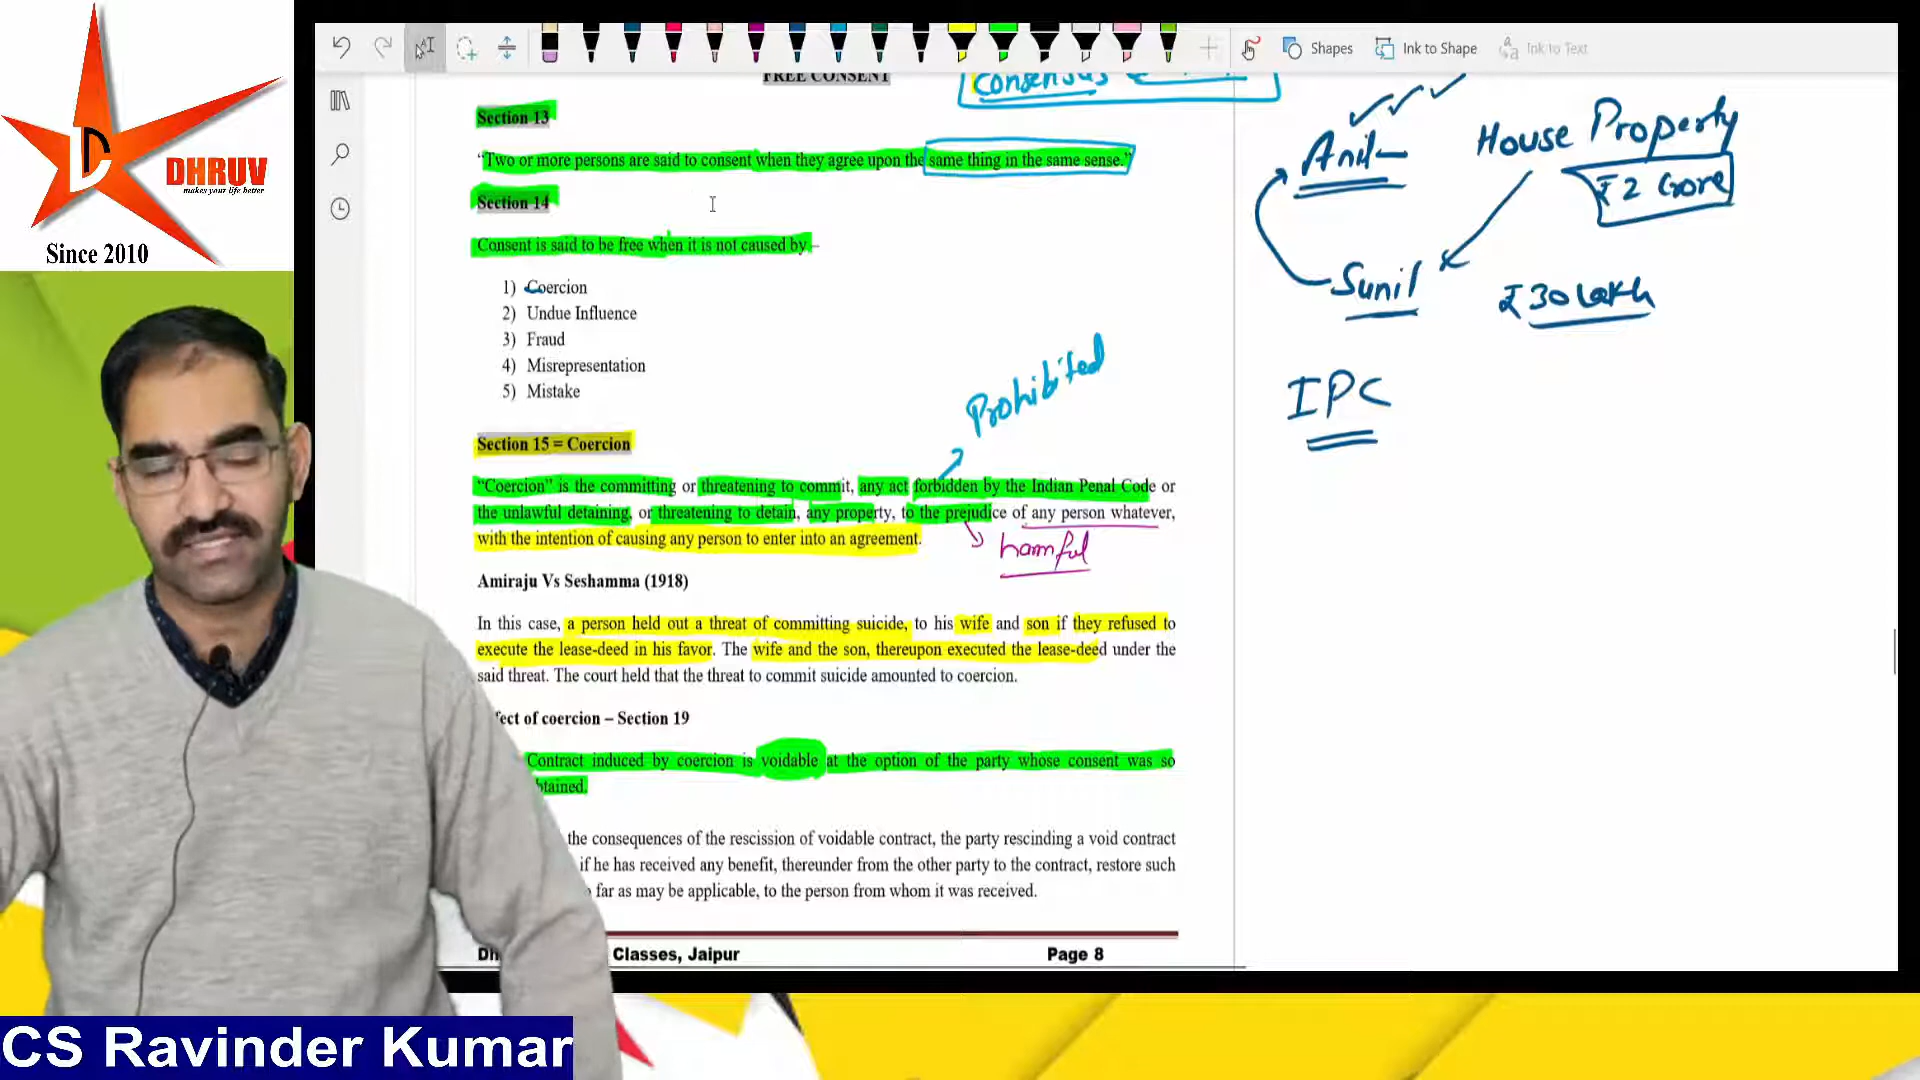 DHRUV
makes your life better
Since 2010
Shapes
Ink to Shape
Ink to Text
FREE CONSENT
Consensus
Section 13
“Two or more persons are said to consent when they agree upon the same thing in the same sense.”
Section 14
Consent is said to be free when it is not caused by –
1) Coercion
2) Undue Influence
3) Fraud
4) Misrepresentation
5) Mistake
Prohibited
Section 15 = Coercion
“Coercion” is the committing or threatening to commit, any act forbidden by the Indian Penal Code or
the unlawful detaining, or threatening to detain, any property, to the prejudice of any person whatever,
with the intention of causing any person to enter into an agreement.
harmful
Amiraju Vs Seshamma (1918)
In this case, a person held out a threat of committing suicide, to his wife and son if they refused to
execute the lease-deed in his favor. The wife and the son, thereupon executed the lease-deed under the
said threat. The court held that the threat to commit suicide amounted to coercion.
fect of coercion – Section 19
Contract induced by coercion is voidable at the option of the party whose consent was so
btained.
the consequences of the rescission of voidable contract, the party rescinding a void contract
if he has received any benefit, thereunder from the other party to the contract, restore such
far as may be applicable, to the person from whom it was received.
Dh Classes, Jaipur Page 8
Anil House Property
₹2 Crore
Sunil ₹30 Lakh
IPC
CS Ravinder Kumar